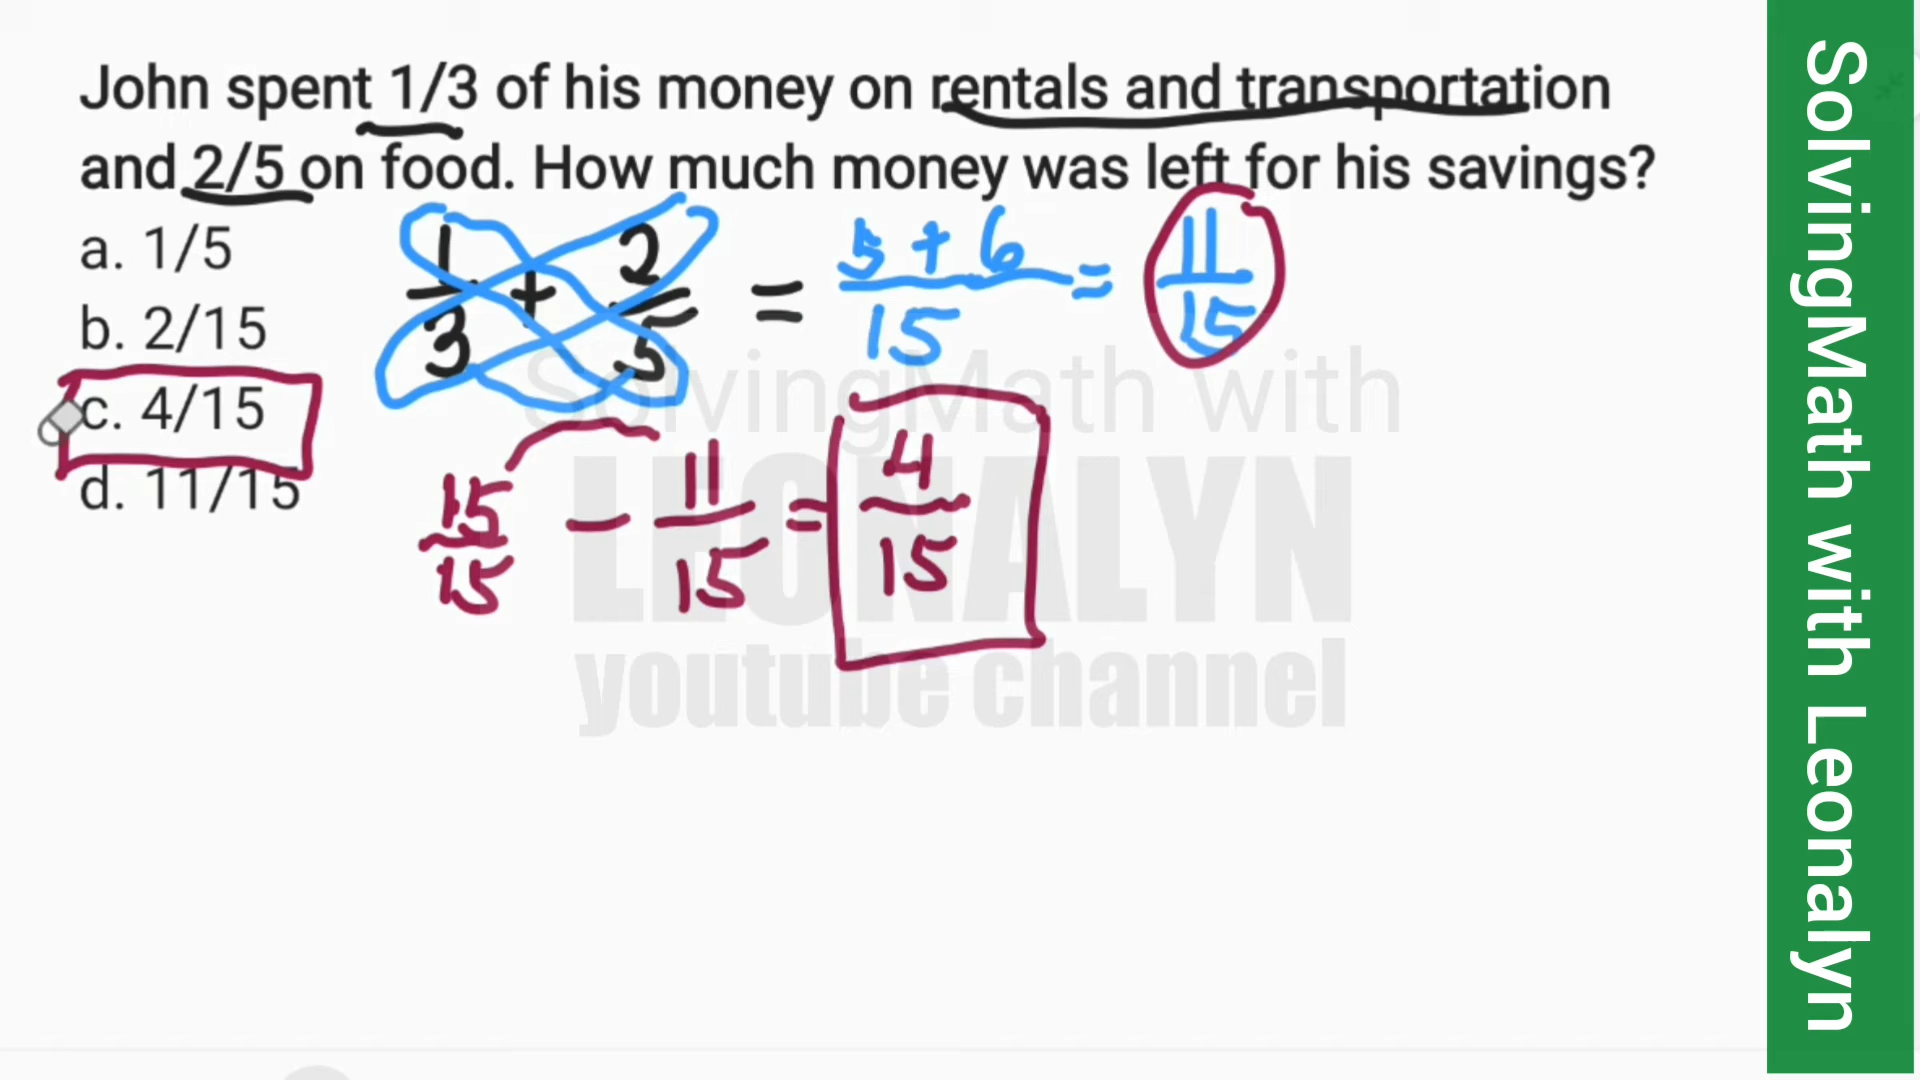 John spent 1/3 of his money on rentals and transportation
and 2/5 on food. How much money was left for his savings?
a. 1/5
b. 2/15
c. 4/15
d. 11/15
1/3 + 2/5 = 5 + 6/15 = 11/15
15/15 - 11/15 = 4/15
SolvingMath with
LEONALYN
youtube channel
SolvingMath with Leonalyn